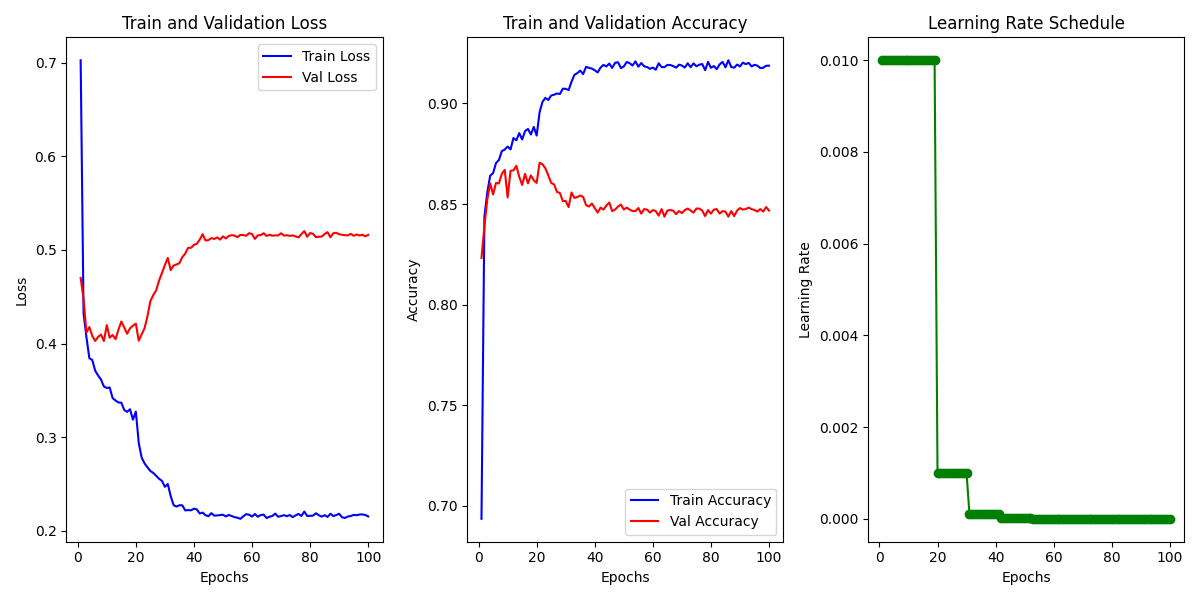 Train and Validation Loss
Train Loss
Val Loss
0.7
0.6
0.5
0.4
0.3
0.2
Loss
0
20
40
60
80
100
Epochs
Train and Validation Accuracy
0.90
0.85
0.80
0.75
0.70
Accuracy
Train Accuracy
Val Accuracy
0
20
40
60
80
100
Epochs
Learning Rate Schedule
0.010
0.008
0.006
0.004
0.002
0.000
Learning Rate
0
20
40
60
80
100
Epochs